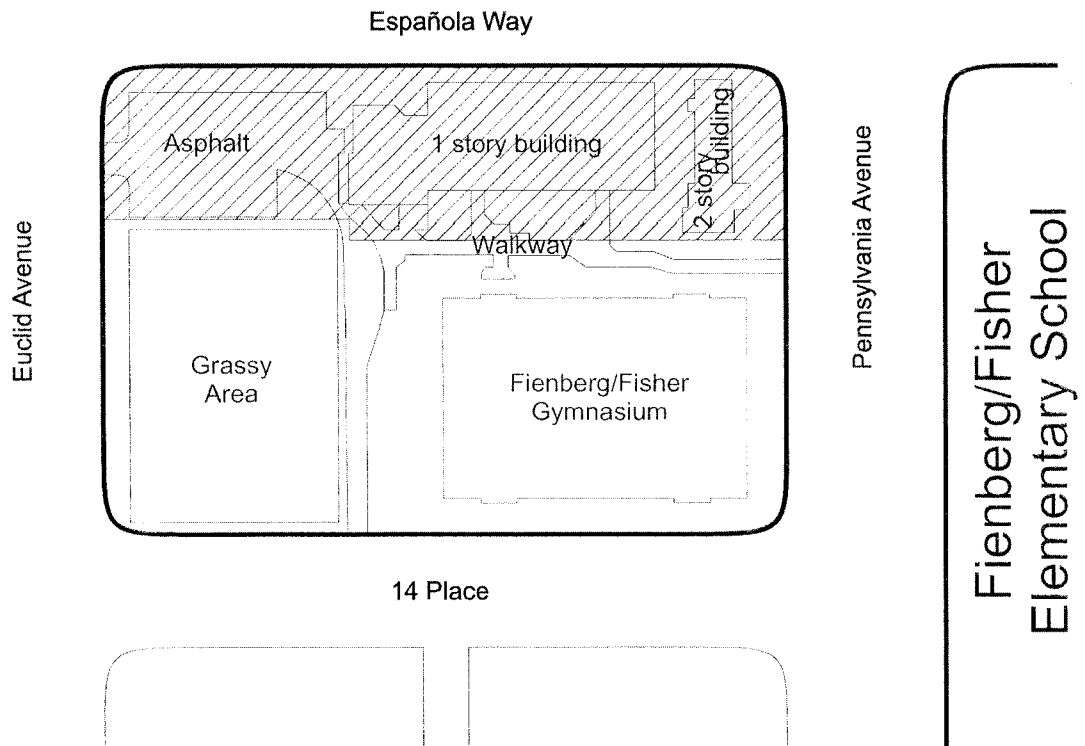 Española Way
Asphalt
1 story building
2 story
building
Walkway
Euclid Avenue
Pennsylvania Avenue
Grassy
Area
Fienberg/Fisher
Gymnasium
14 Place
Fienberg/Fisher
Elementary School